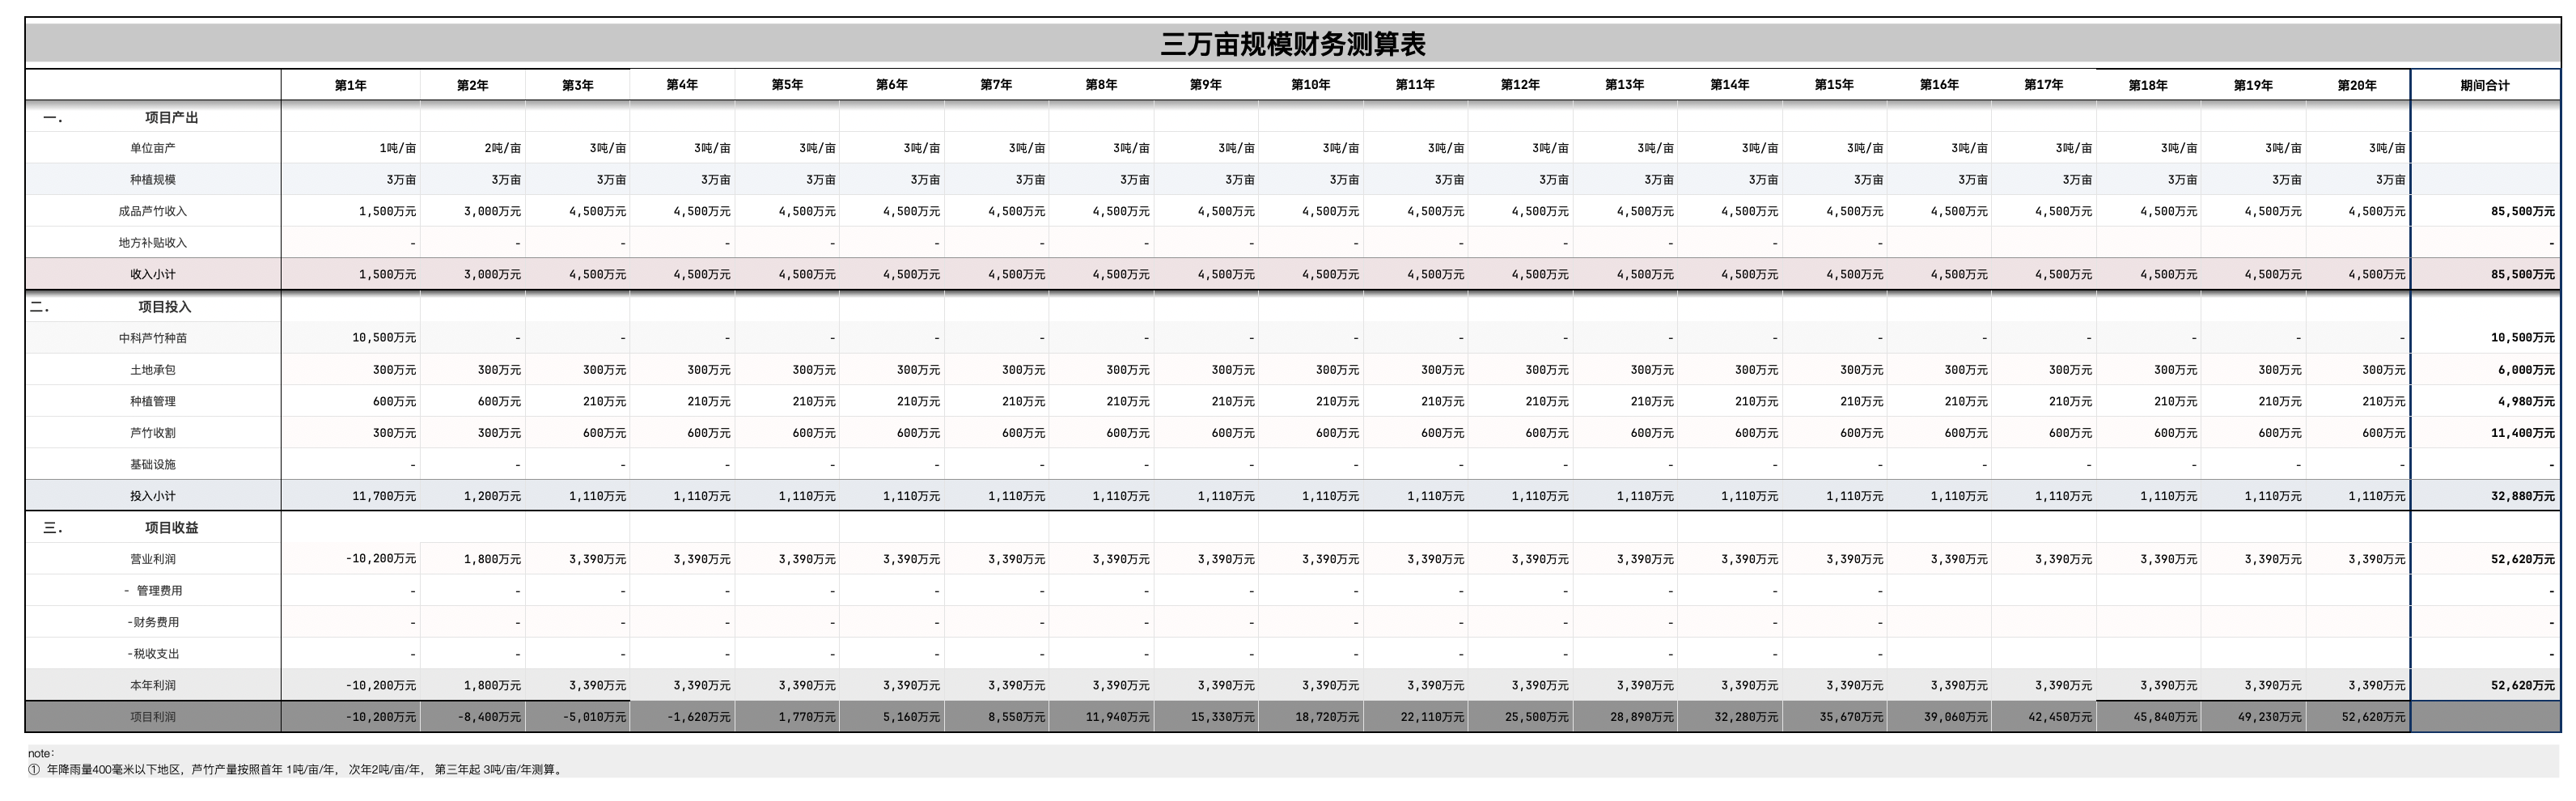 三万亩规模财务测算表
第1年 第2年 第3年 第4年 第5年 第6年 第7年 第8年 第9年 第10年 第11年 第12年 第13年 第14年 第15年 第16年 第17年 第18年 第19年 第20年 期间合计
一. 项目产出
单位亩产 1吨/亩 2吨/亩 3吨/亩 3吨/亩 3吨/亩 3吨/亩 3吨/亩 3吨/亩 3吨/亩 3吨/亩 3吨/亩 3吨/亩 3吨/亩 3吨/亩 3吨/亩 3吨/亩 3吨/亩 3吨/亩 3吨/亩 3吨/亩
种植规模 3万亩 3万亩 3万亩 3万亩 3万亩 3万亩 3万亩 3万亩 3万亩 3万亩 3万亩 3万亩 3万亩 3万亩 3万亩 3万亩 3万亩 3万亩 3万亩 3万亩
成品芦竹收入 1,500万元 3,000万元 4,500万元 4,500万元 4,500万元 4,500万元 4,500万元 4,500万元 4,500万元 4,500万元 4,500万元 4,500万元 4,500万元 4,500万元 4,500万元 4,500万元 4,500万元 4,500万元 4,500万元 4,500万元 85,500万元
地方补贴收入 - - - - - - - - - - - - - - - -
收入小计 1,500万元 3,000万元 4,500万元 4,500万元 4,500万元 4,500万元 4,500万元 4,500万元 4,500万元 4,500万元 4,500万元 4,500万元 4,500万元 4,500万元 4,500万元 4,500万元 4,500万元 4,500万元 4,500万元 4,500万元 85,500万元
二. 项目投入
中科芦竹种苗 10,500万元 - - - - - - - - - - - - - - - - - - - 10,500万元
土地承包 300万元 300万元 300万元 300万元 300万元 300万元 300万元 300万元 300万元 300万元 300万元 300万元 300万元 300万元 300万元 300万元 300万元 300万元 300万元 300万元 6,000万元
种植管理 600万元 600万元 210万元 210万元 210万元 210万元 210万元 210万元 210万元 210万元 210万元 210万元 210万元 210万元 210万元 210万元 210万元 210万元 210万元 210万元 4,980万元
芦竹收割 300万元 300万元 600万元 600万元 600万元 600万元 600万元 600万元 600万元 600万元 600万元 600万元 600万元 600万元 600万元 600万元 600万元 600万元 600万元 600万元 11,400万元
基础设施 - - - - - - - - - - - - - - - - - - - - -
投入小计 11,700万元 1,200万元 1,110万元 1,110万元 1,110万元 1,110万元 1,110万元 1,110万元 1,110万元 1,110万元 1,110万元 1,110万元 1,110万元 1,110万元 1,110万元 1,110万元 1,110万元 1,110万元 1,110万元 1,110万元 32,880万元
三. 项目收益
营业利润 -10,200万元 1,800万元 3,390万元 3,390万元 3,390万元 3,390万元 3,390万元 3,390万元 3,390万元 3,390万元 3,390万元 3,390万元 3,390万元 3,390万元 3,390万元 3,390万元 3,390万元 3,390万元 3,390万元 3,390万元 52,620万元
- 管理费用 - - - - - - - - - - - - - - - -
-财务费用 - - - - - - - - - - - - - - - -
-税收支出 - - - - - - - - - - - - - - - -
本年利润 -10,200万元 1,800万元 3,390万元 3,390万元 3,390万元 3,390万元 3,390万元 3,390万元 3,390万元 3,390万元 3,390万元 3,390万元 3,390万元 3,390万元 3,390万元 3,390万元 3,390万元 3,390万元 3,390万元 3,390万元 52,620万元
项目利润 -10,200万元 -8,400万元 -5,010万元 -1,620万元 1,770万元 5,160万元 8,550万元 11,940万元 15,330万元 18,720万元 22,110万元 25,500万元 28,890万元 32,280万元 35,670万元 39,060万元 42,450万元 45,840万元 49,230万元 52,620万元
note:
① 年降雨量400毫米以下地区，芦竹产量按照首年 1吨/亩/年， 次年2吨/亩/年， 第三年起 3吨/亩/年测算。